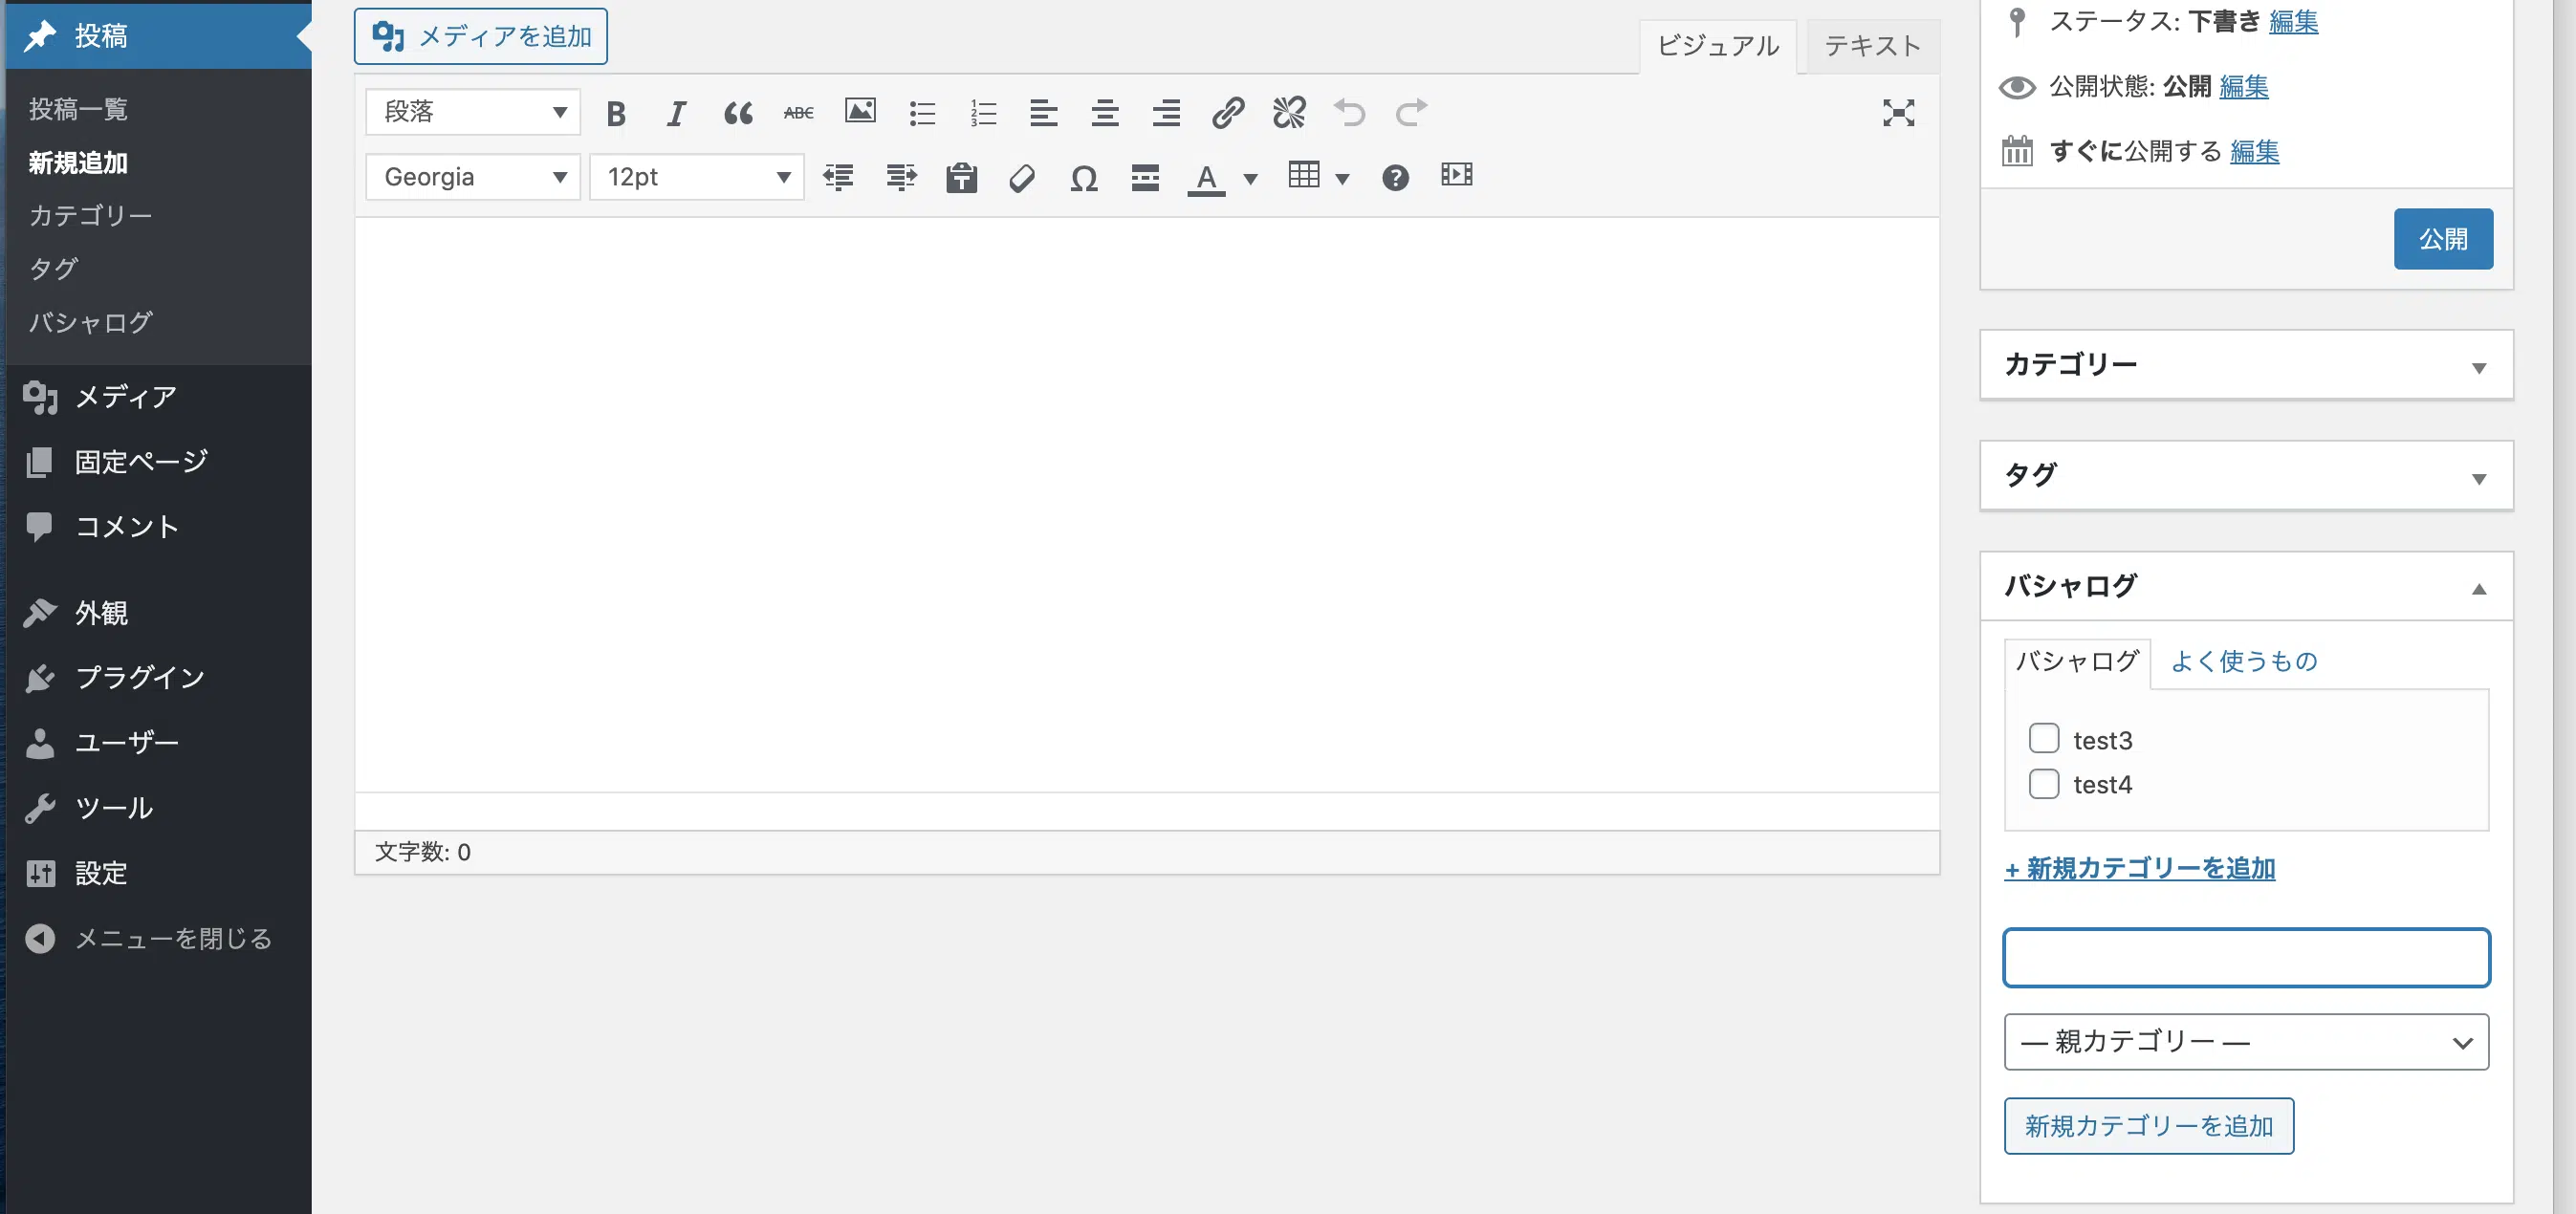 投稿
投稿一覧
新規追加
カテゴリー
タグ
バシャログ
メディア
固定ページ
コメント
外観
プラグイン
ユーザー
ツール
設定
メニューを閉じる
メディアを追加
ビジュアル
テキスト
段落
B I ABC
Georgia
12pt
Ω A
文字数: 0
ステータス: 下書き 編集
公開状態: 公開 編集
すぐに公開する 編集
公開
カテゴリー
タグ
バシャログ
バシャログ
よく使うもの
test3
test4
+ 新規カテゴリーを追加
— 親カテゴリー —
新規カテゴリーを追加